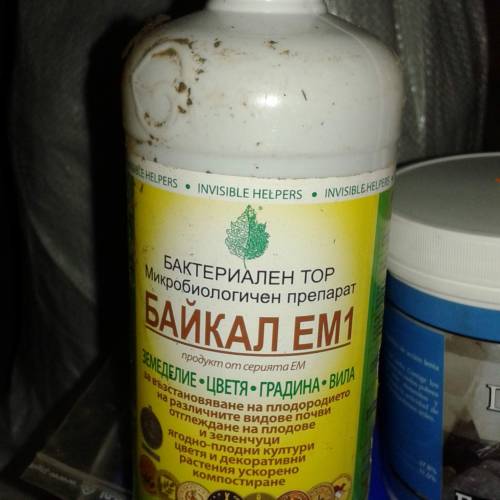 HELPERS • INVISIBLE HELPERS • INVISIBLE HELPERS
БАКТЕРИАЛЕН ТОР
Микробиологичен препарат
БАЙКАЛ ЕМ1
продукт от серията ЕМ
ЗЕМЕДЕЛИЕ • ЦВЕТЯ • ГРАДИНА • ВИЛА
за възстановяване на плодородието
на различните видове почви
отглеждане на плодове
и зеленчуци
ягодно-плодни култури
цветя и декоративни
растения ускорено
компостиране